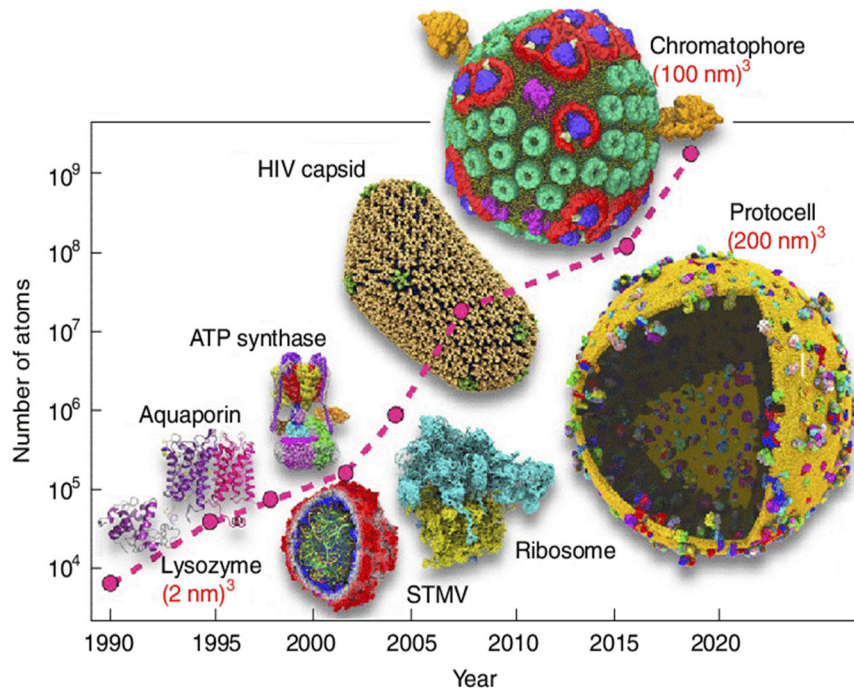 Chromatophore
(100 nm)³
HIV capsid
Protocell
(200 nm)³
ATP synthase
Aquaporin
Lysozyme
(2 nm)³
STMV
Ribosome
Number of atoms
10⁹
10⁸
10⁷
10⁶
10⁵
10⁴
1990
1995
2000
2005
2010
2015
2020
Year